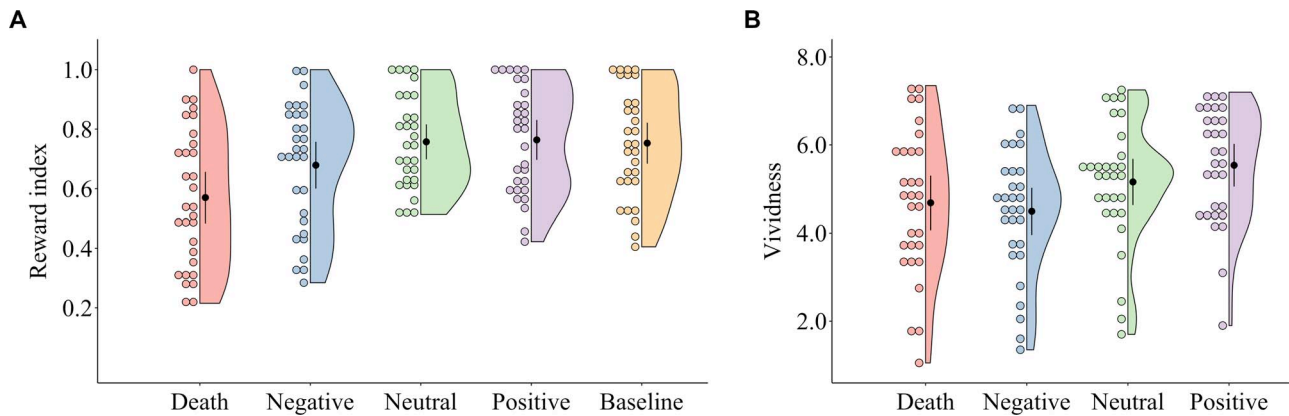 A
Reward index
1.0
0.8
0.6
0.4
0.2
Death Negative Neutral Positive Baseline
B
Vividness
8.0
6.0
4.0
2.0
Death Negative Neutral Positive